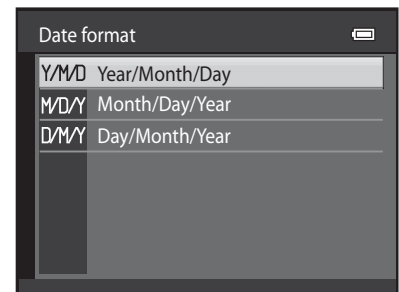 Date format
Y/M/D Year/Month/Day
M/D/Y Month/Day/Year
D/M/Y Day/Month/Year